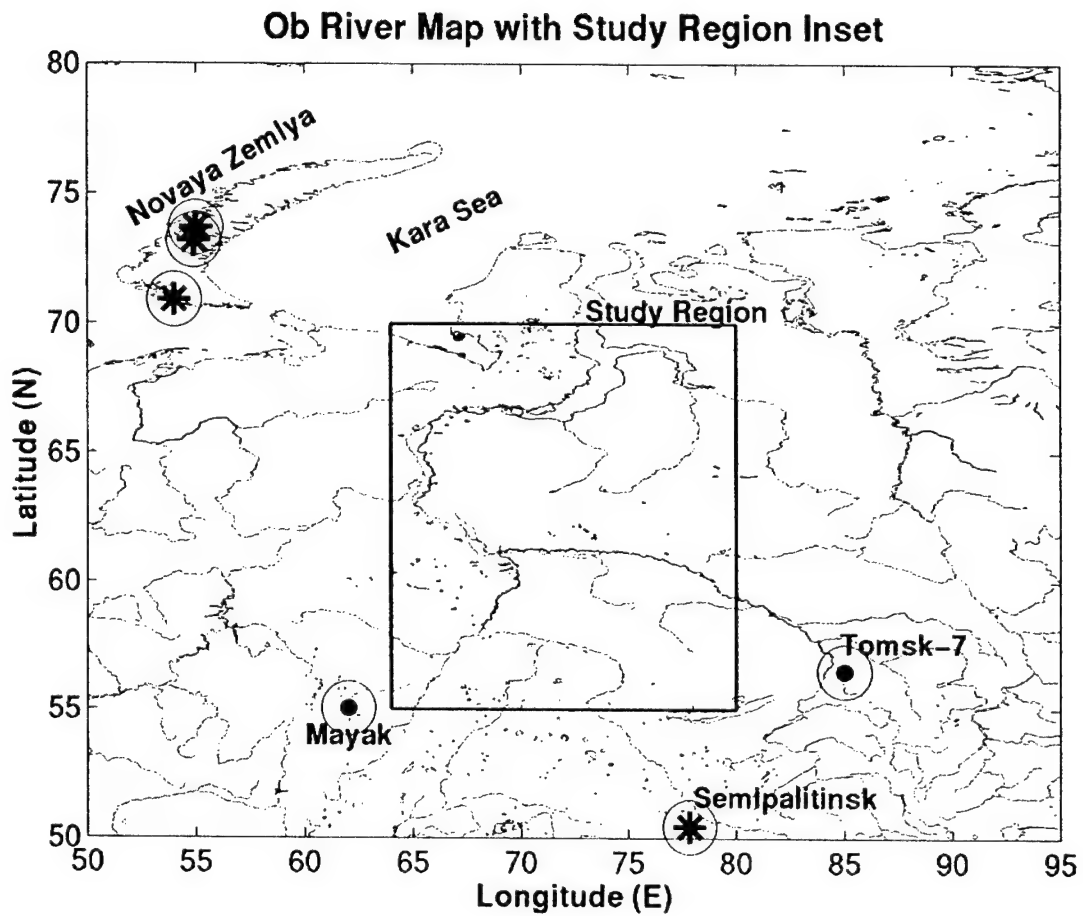 Ob River Map with Study Region Inset
80
75
70
65
60
55
50
Latitude (N)
Novaya Zemlya
Kara Sea
Study Region
Tomsk-7
Mayak
Semipalitinsk
50 55 60 65 70 75 80 85 90 95
Longitude (E)